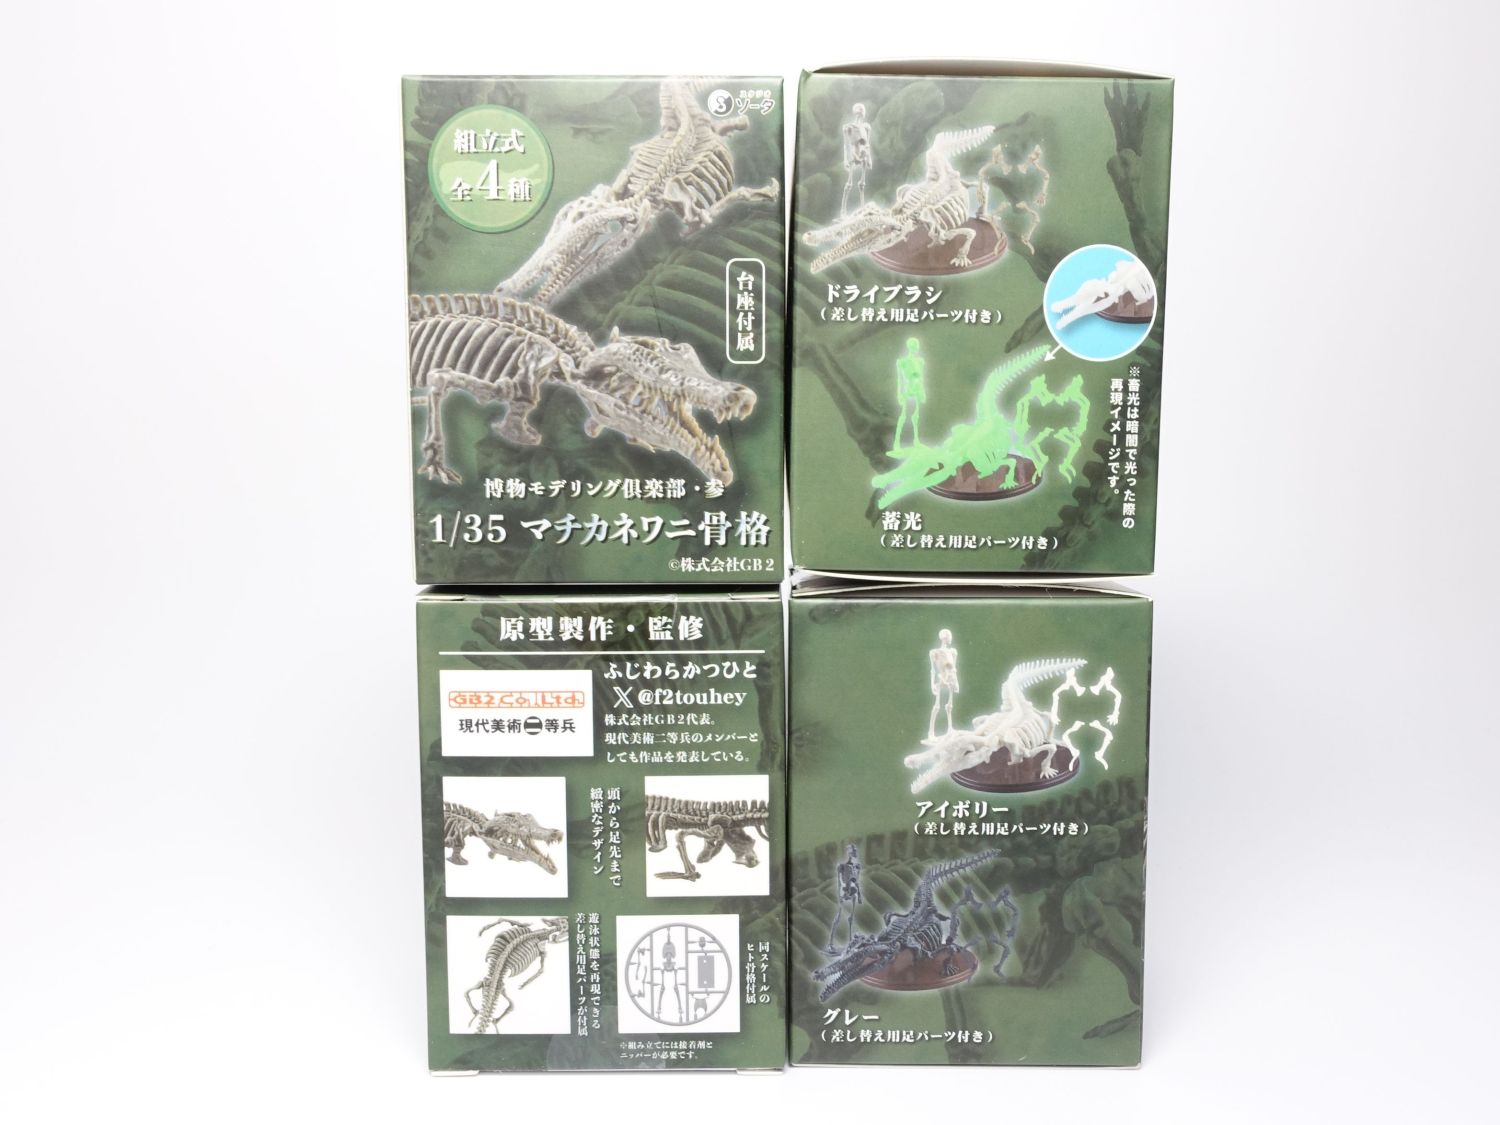 スタジオ
ソータ
組立式
全4種
台座付属
博物モデリング倶楽部・参
1/35 マチカネワニ骨格
©株式会社GB2
ドライブラシ
(差し替え用足パーツ付き)
※畜光は暗闇で光った際の
再現イメージです。
蓄光
(差し替え用足パーツ付き)
原型製作・監修
GB2 Co.,Ltd
現代美術二等兵
ふじわらかつひと
X@f2touhey
株式会社GB2代表。
現代美術二等兵のメンバーと
しても作品を発表している。
頭から足先まで
緻密なデザイン
遊泳状態を再現できる
差し替え用足パーツが付属
同スケールの
ヒト骨格付属
※組み立てには接着剤と
ニッパーが必要です。
アイボリー
(差し替え用足パーツ付き)
グレー
(差し替え用足パーツ付き)